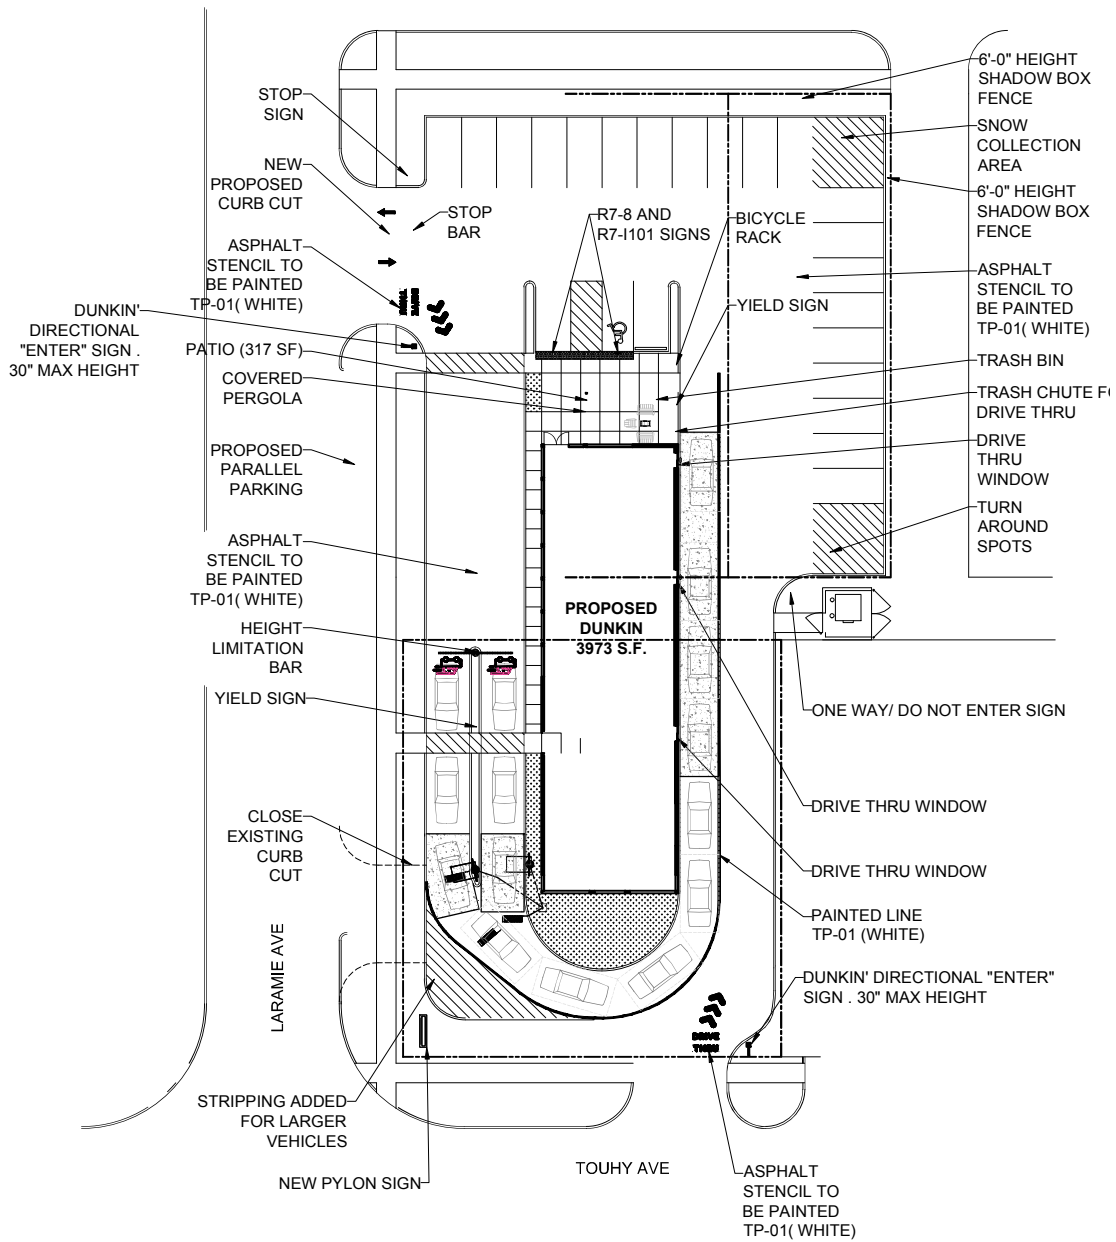 STOP
SIGN
NEW
PROPOSED
CURB CUT
STOP
BAR
ASPHALT
STENCIL TO
BE PAINTED
TP-01( WHITE)
DUNKIN'
DIRECTIONAL
"ENTER" SIGN .
30" MAX HEIGHT
PATIO (317 SF)
COVERED
PERGOLA
PROPOSED
PARALLEL
PARKING
ASPHALT
STENCIL TO
BE PAINTED
TP-01( WHITE)
HEIGHT
LIMITATION
BAR
YIELD SIGN
CLOSE
EXISTING
CURB
CUT
LARAMIE AVE
STRIPPING ADDED
FOR LARGER
VEHICLES
NEW PYLON SIGN
R7-8 AND
R7-I101 SIGNS
BICYCLE
RACK
YIELD SIGN
DRIVE
THRU
PROPOSED
DUNKIN
3973 S.F.
6'-0" HEIGHT
SHADOW BOX
FENCE
SNOW
COLLECTION
AREA
6'-0" HEIGHT
SHADOW BOX
FENCE
ASPHALT
STENCIL TO
BE PAINTED
TP-01( WHITE)
TRASH BIN
TRASH CHUTE FO
DRIVE THRU
DRIVE
THRU
WINDOW
TURN
AROUND
SPOTS
ONE WAY/ DO NOT ENTER SIGN
DRIVE THRU WINDOW
DRIVE THRU WINDOW
PAINTED LINE
TP-01 (WHITE)
DUNKIN' DIRECTIONAL "ENTER"
SIGN . 30" MAX HEIGHT
DRIVE
THRU
TOUHY AVE
ASPHALT
STENCIL TO
BE PAINTED
TP-01( WHITE)